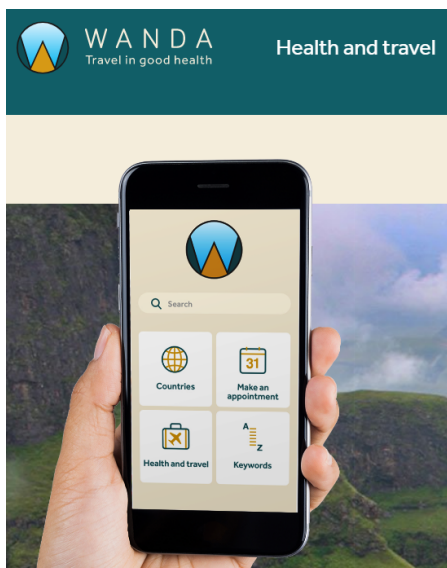 WANDA
Travel in good health
Health and travel
Search
Countries
31
Make an
appointment
Health and travel
A
Z
Keywords